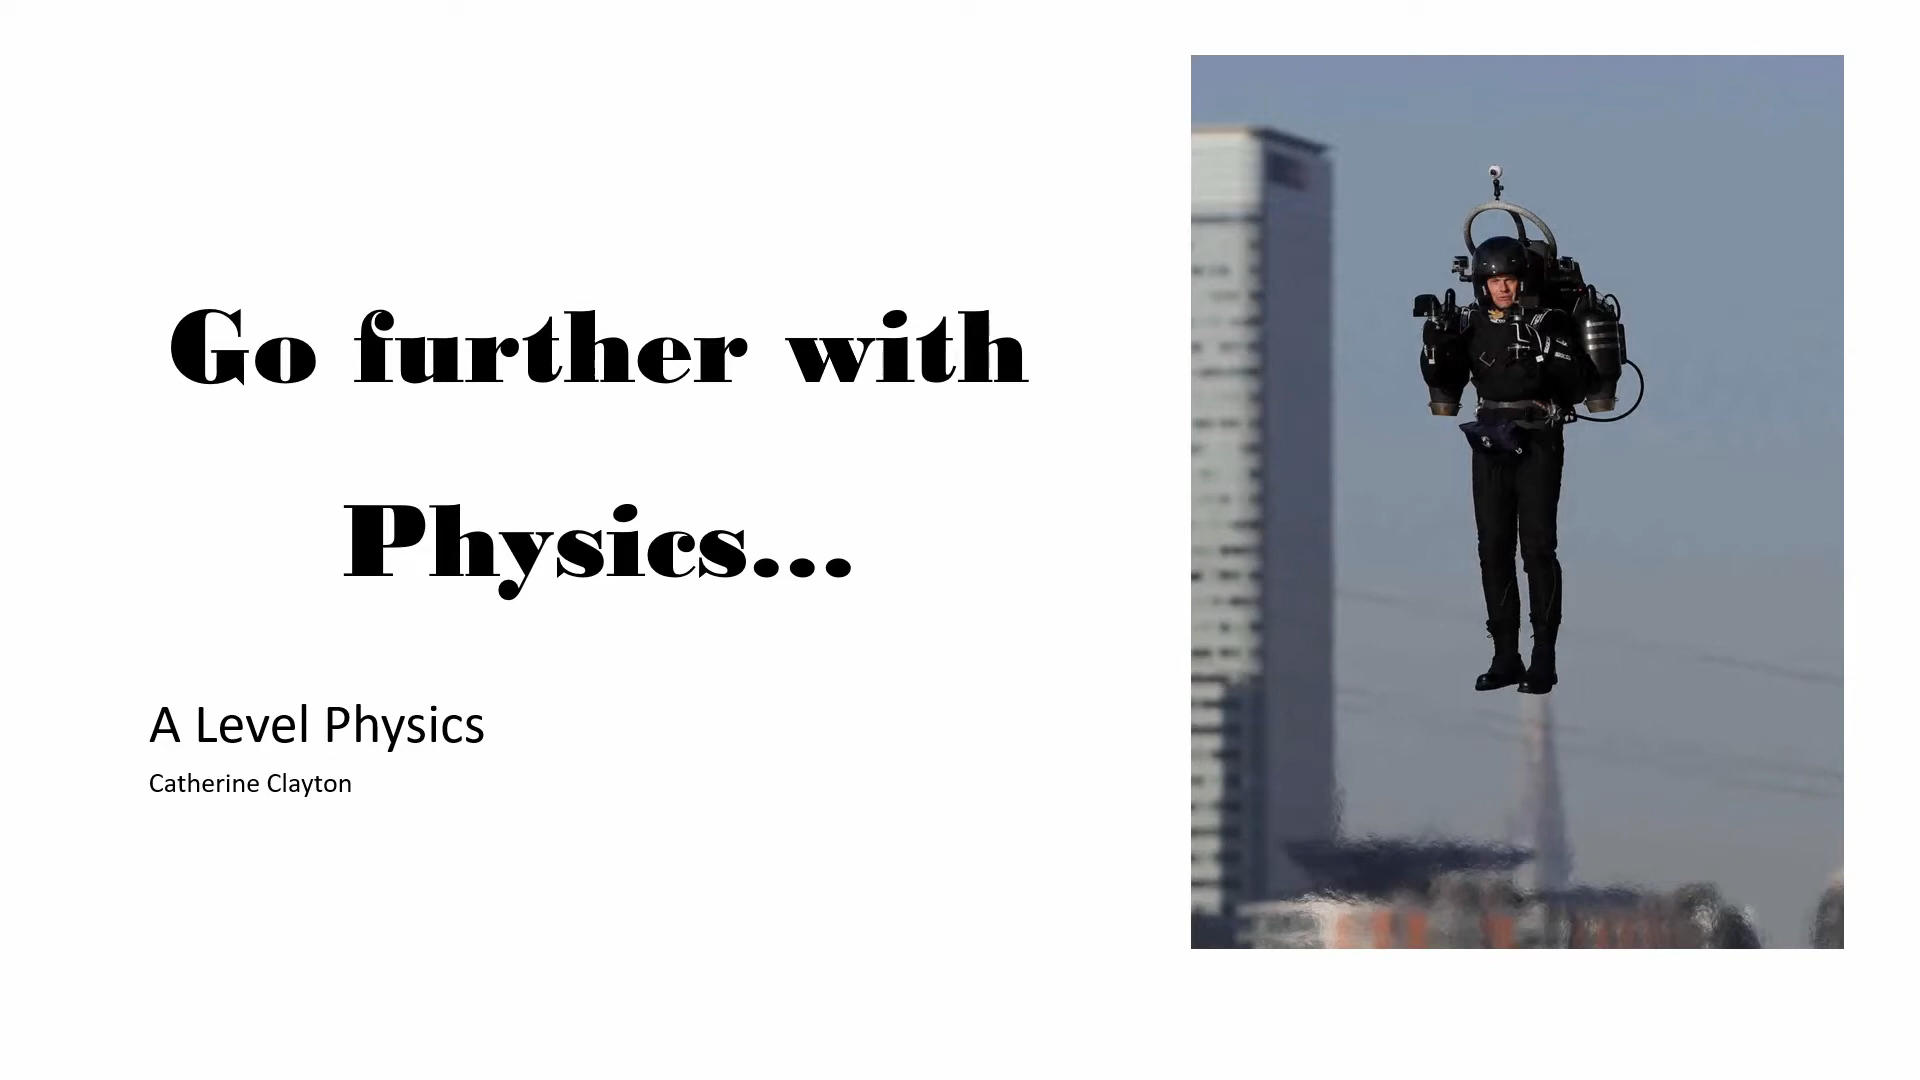 Go further with
Physics...
A Level Physics
Catherine Clayton